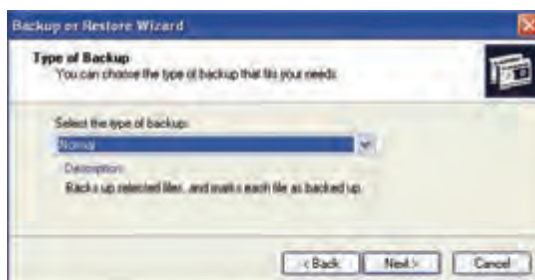 Backup or Restore Wizard
Type of Backup
You can choose the type of backup that fits your needs.
Select the type of backup:
Normal
Description
Backs up selected files, and marks each file as backed up.
< Back Next > Cancel